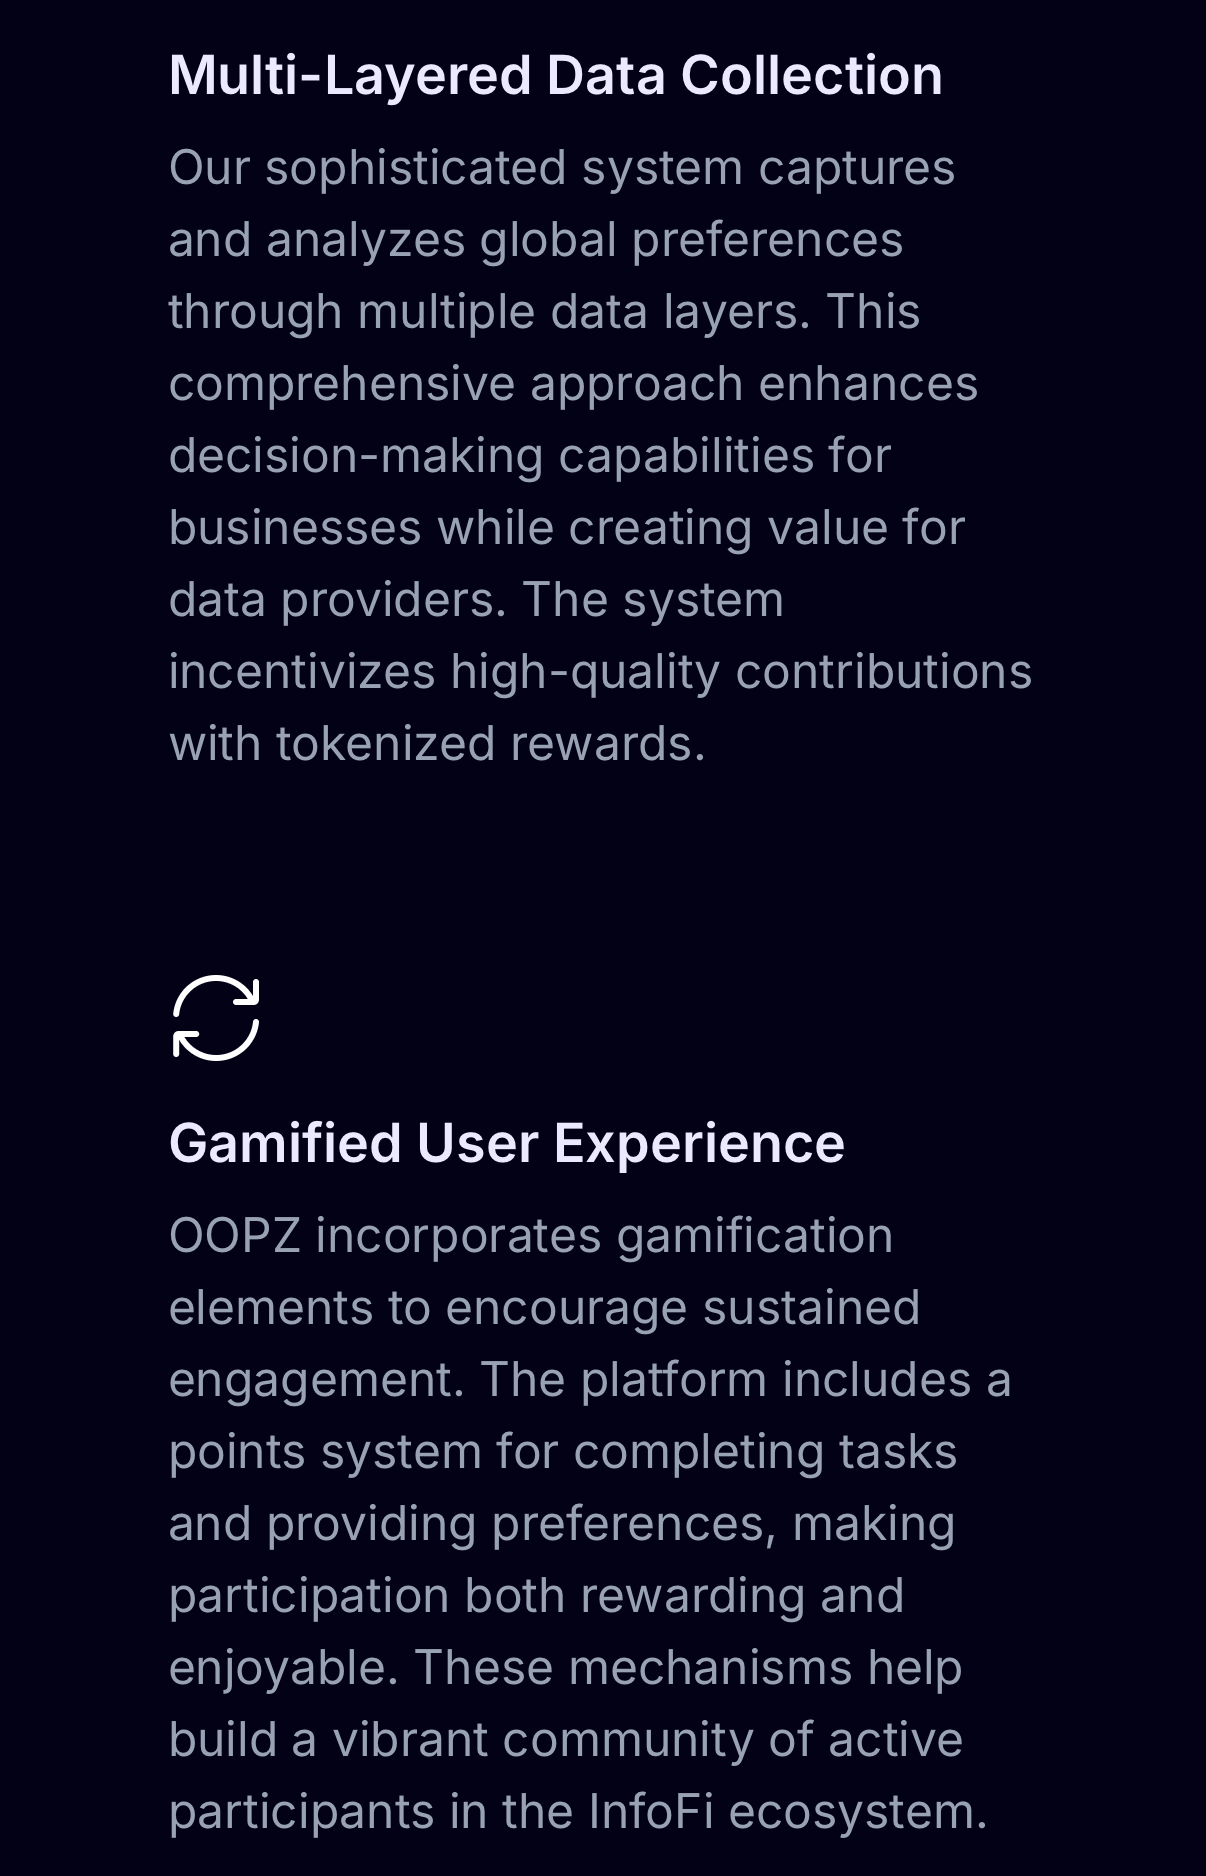 Multi-Layered Data Collection
Our sophisticated system captures
and analyzes global preferences
through multiple data layers. This
comprehensive approach enhances
decision-making capabilities for
businesses while creating value for
data providers. The system
incentivizes high-quality contributions
with tokenized rewards.
Gamified User Experience
OOPZ incorporates gamification
elements to encourage sustained
engagement. The platform includes a
points system for completing tasks
and providing preferences, making
participation both rewarding and
enjoyable. These mechanisms help
build a vibrant community of active
participants in the InfoFi ecosystem.